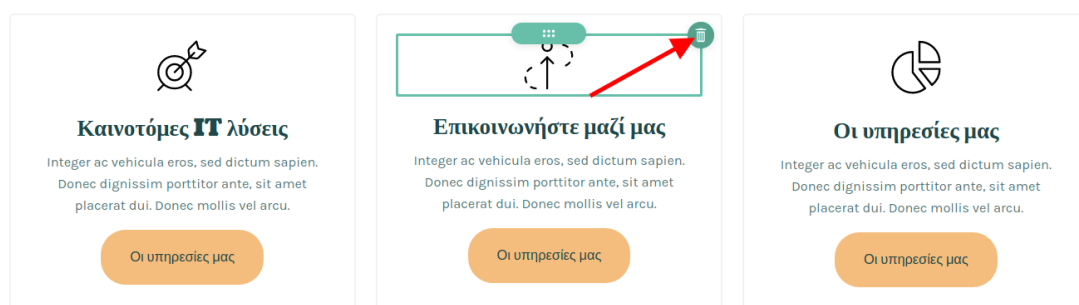 Καινοτόμες IT λύσεις
Integer ac vehicula eros, sed dictum sapien.
Donec dignissim porttitor ante, sit amet
placerat dui. Donec mollis vel arcu.
Οι υπηρεσίες μας
Επικοινωνήστε μαζί μας
Integer ac vehicula eros, sed dictum sapien.
Donec dignissim porttitor ante, sit amet
placerat dui. Donec mollis vel arcu.
Οι υπηρεσίες μας
Οι υπηρεσίες μας
Integer ac vehicula eros, sed dictum sapien.
Donec dignissim porttitor ante, sit amet
placerat dui. Donec mollis vel arcu.
Οι υπηρεσίες μας